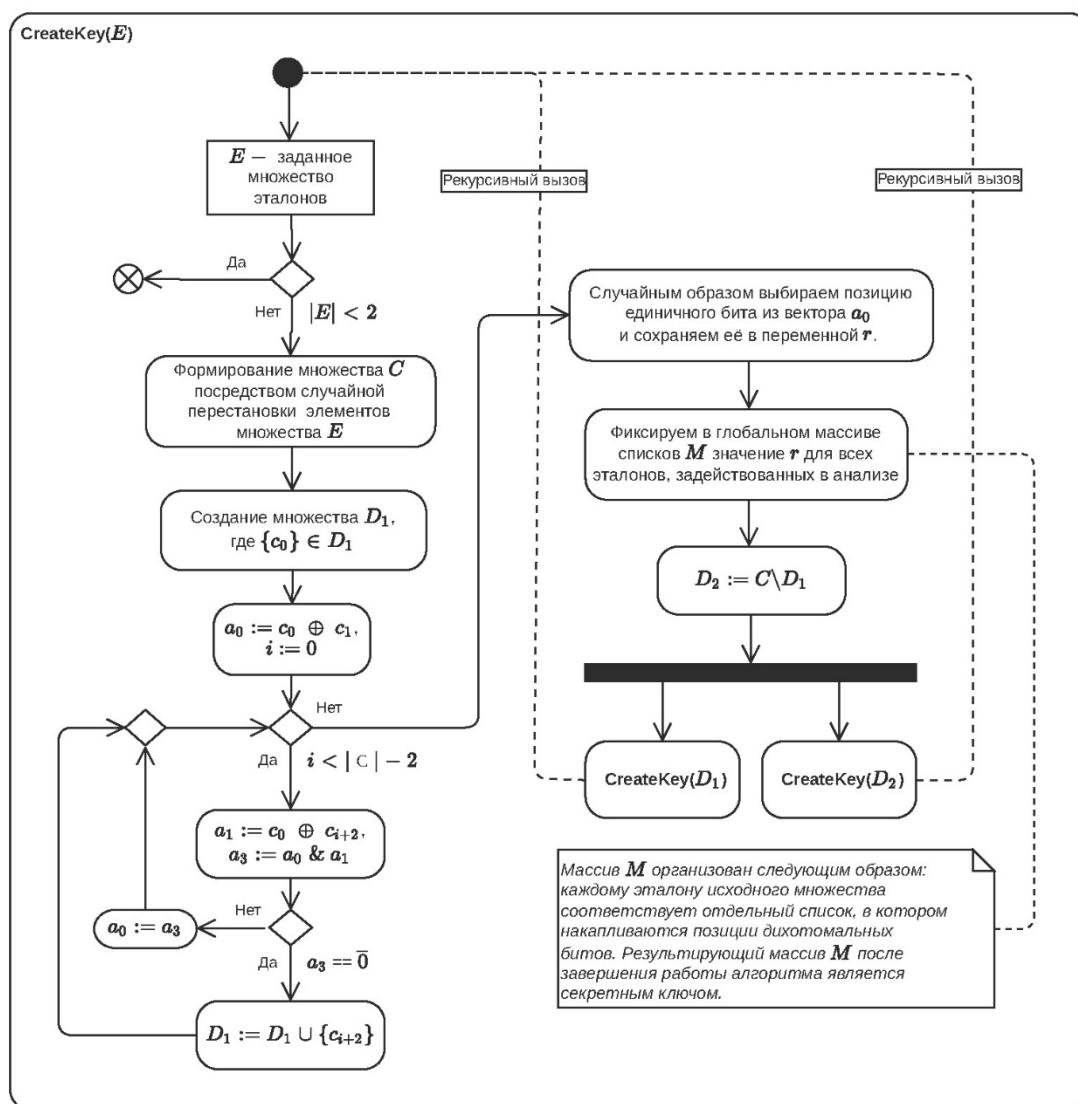 CreateKey(E)
E — заданное
множество
эталонов
Да
Нет
|E| < 2
Формирование множества C
посредством случайной
перестановки элементов
множества E
Создание множества D₁,
где {c₀} ∈ D₁
a₀ := c₀ ⊕ c₁,
i := 0
Нет
Да
i < | C | − 2
a₁ := c₀ ⊕ c_{i+2},
a₃ := a₀ & a₁
Нет
a₀ := a₃
Да
a₃ == 0̅
D₁ := D₁ ∪ {c_{i+2}}
Рекурсивный вызов
Рекурсивный вызов
Случайным образом выбираем позицию
единичного бита из вектора a₀
и сохраняем её в переменной r.
Фиксируем в глобальном массиве
списков M значение r для всех
эталонов, задействованных в анализе
D₂ := C\D₁
CreateKey(D₁)
CreateKey(D₂)
Массив M организован следующим образом:
каждому эталону исходного множества
соответствует отдельный список, в котором
накапливаются позиции дихотомальных
битов. Результирующий массив M после
завершения работы алгоритма является
секретным ключом.